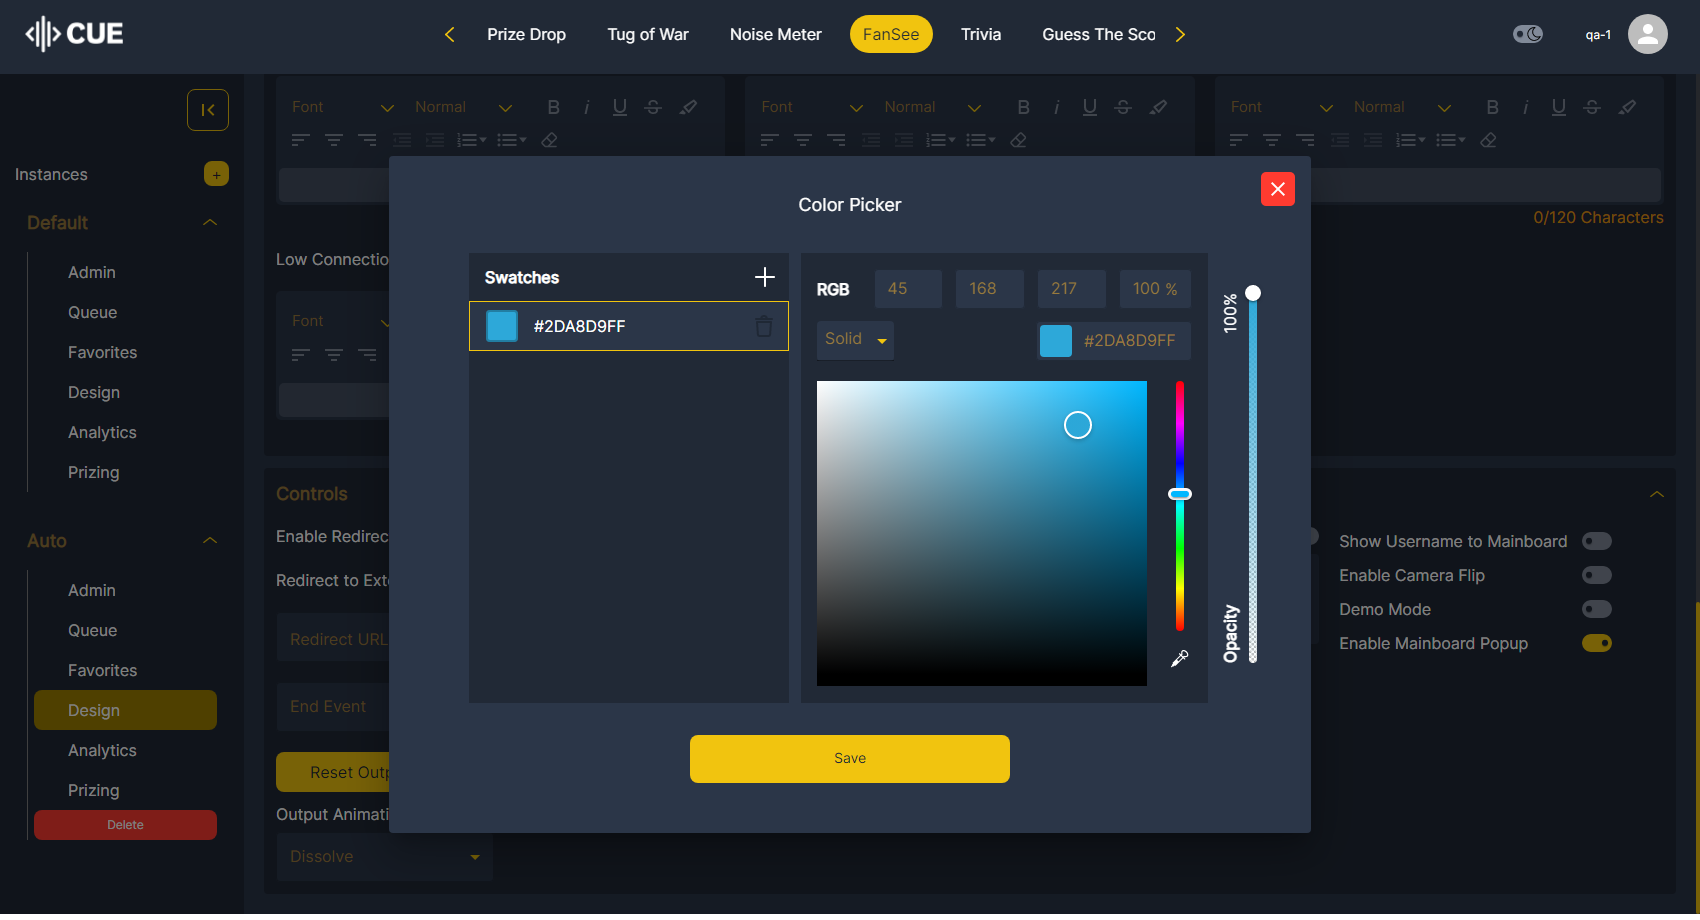 CUE
Prize Drop Tug of War Noise Meter FanSee Trivia Guess The Sco
qa-1
Instances
+
Default
Admin
Queue
Favorites
Design
Analytics
Prizing
Auto
Admin
Queue
Favorites
Design
Analytics
Prizing
Delete
Font Normal B i U S
Font Normal B i U S
Font Normal B i U S
0/120 Characters
Low Connectio
Font
Controls
Enable Redirec
Redirect to Exte
Redirect URL
End Event
Reset Outp
Output Animati
Dissolve
Show Username to Mainboard
Enable Camera Flip
Demo Mode
Enable Mainboard Popup
Color Picker
Swatches
#2DA8D9FF
RGB 45 168 217 100 %
Solid #2DA8D9FF
100%
Opacity
Save